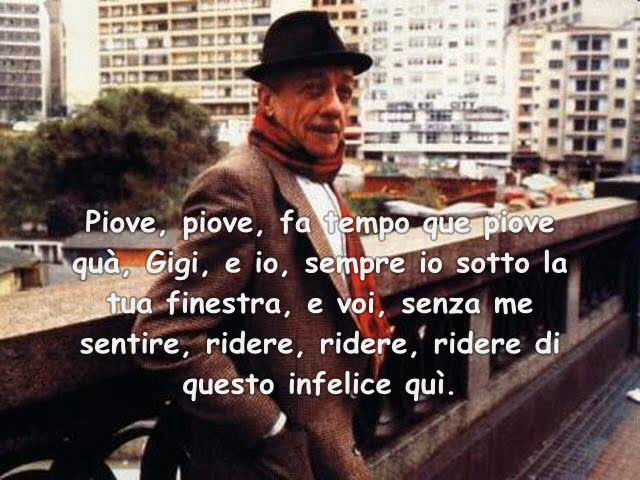 Piove, piove, fa tempo que piove
quà, Gigi, e io, sempre io sotto la
tua finestra, e voi, senza me
sentire, ridere, ridere, ridere di
questo infelice quì.